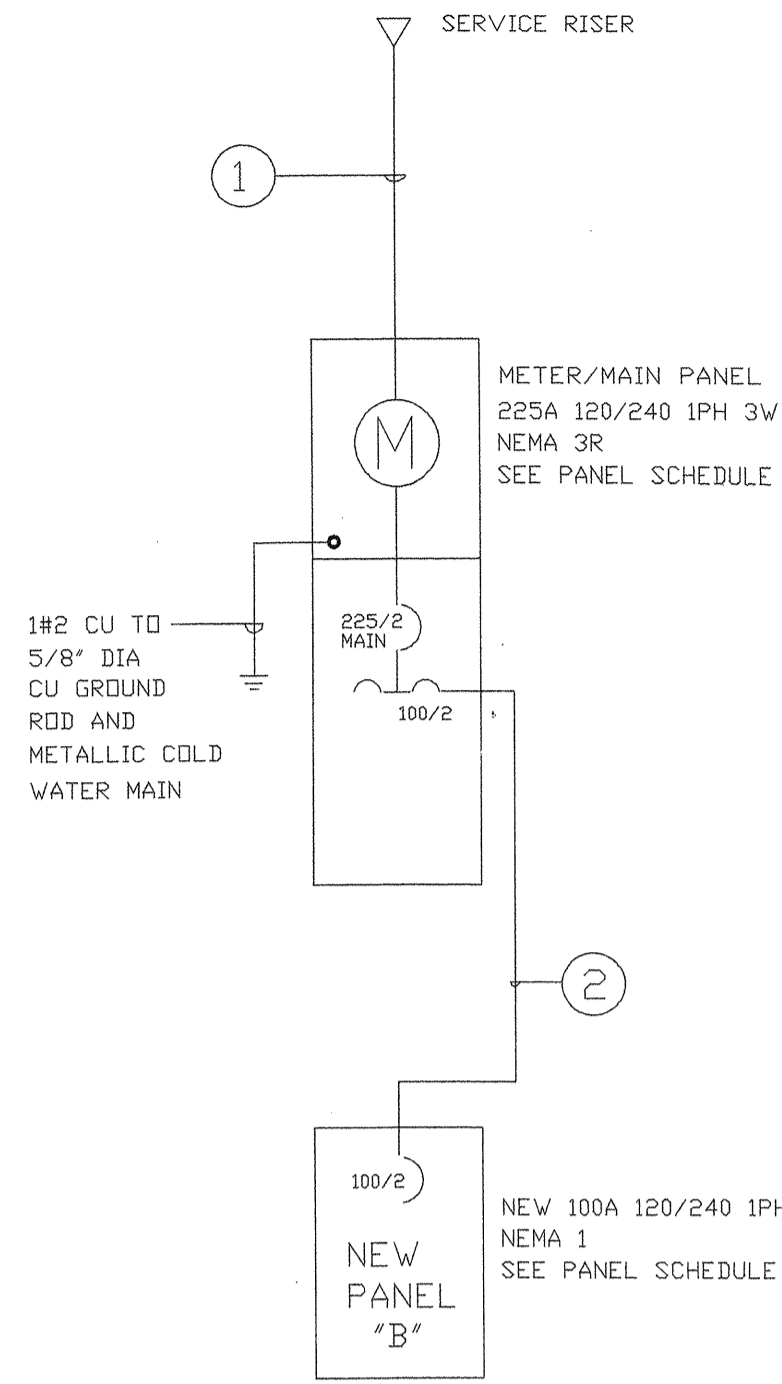 SERVICE RISER
1
METER/MAIN PANEL
225A 120/240 1PH 3W
NEMA 3R
SEE PANEL SCHEDULE
M
1#2 CU TO
5/8" DIA
CU GROUND
ROD AND
METALLIC COLD
WATER MAIN
225/2
MAIN
100/2
2
100/2
NEW
PANEL
"B"
NEW 100A 120/240 1PH
NEMA 1
SEE PANEL SCHEDULE